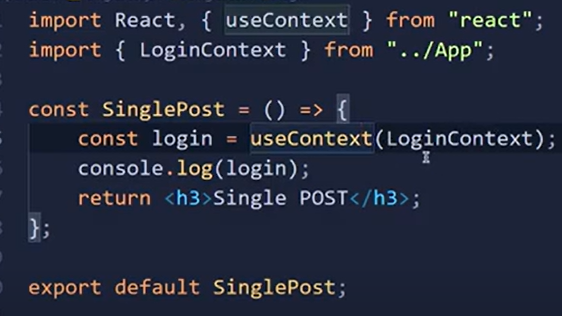 import React, { useContext } from "react";
import { LoginContext } from "../App";
const SinglePost = () => {
const login = useContext(LoginContext);
console.log(login);
return <h3>Single POST</h3>;
};
export default SinglePost;